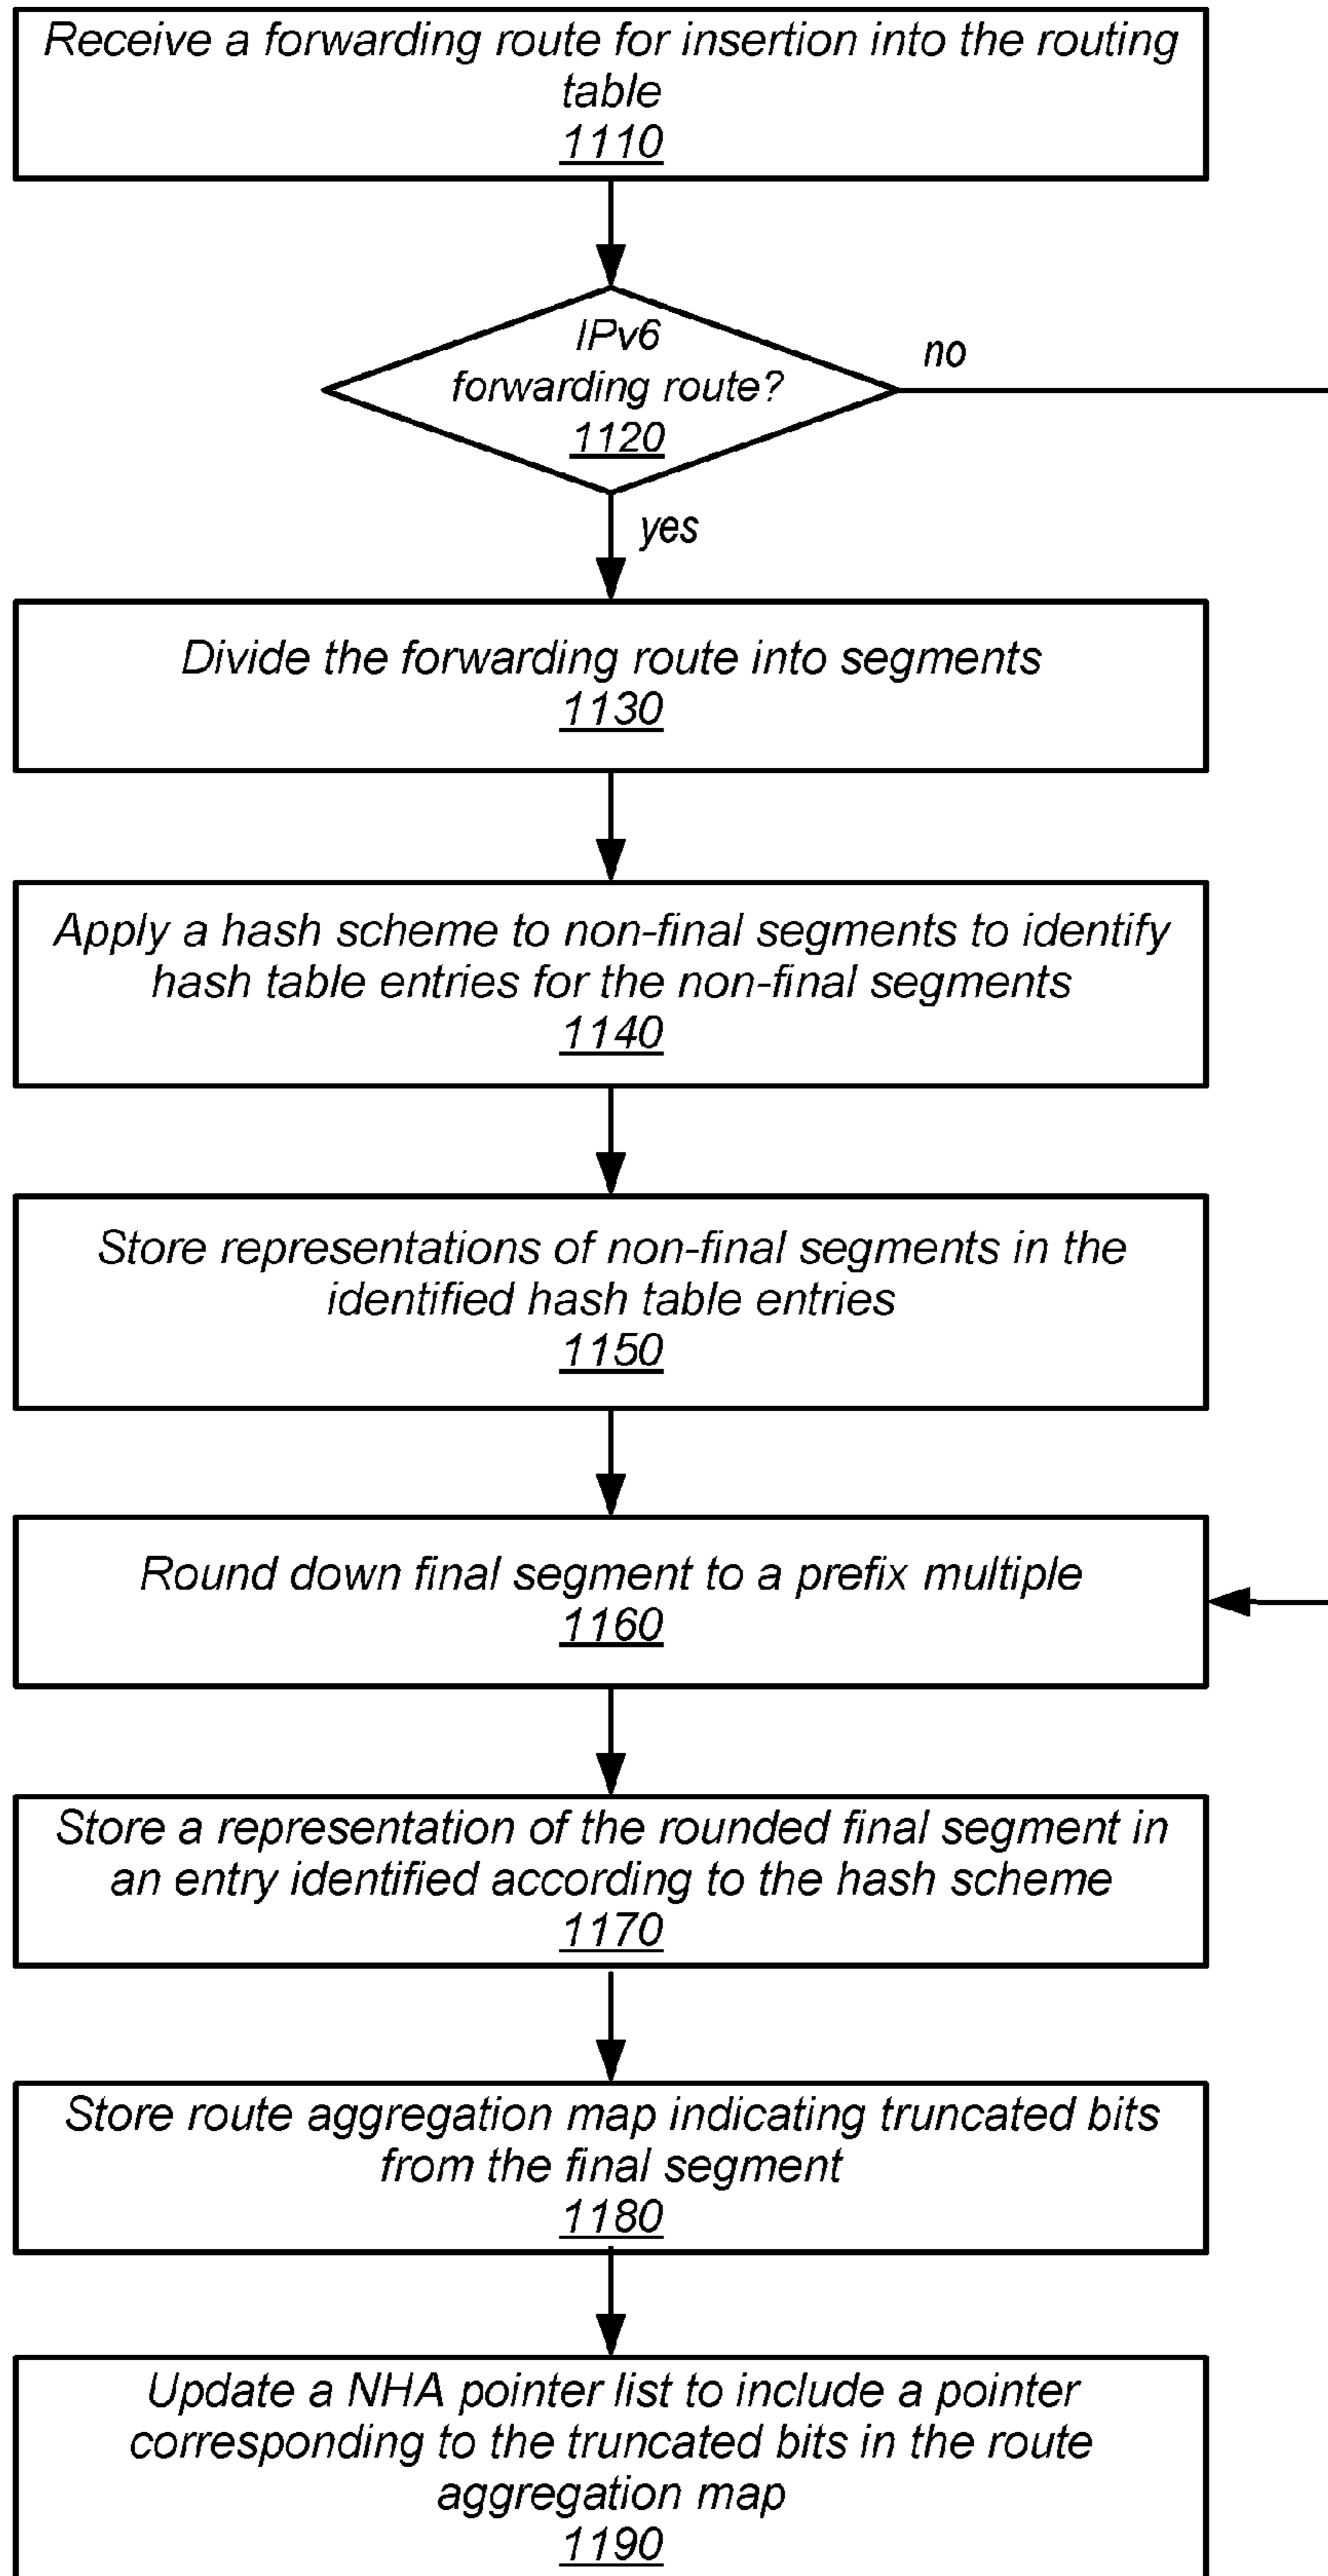 Receive a forwarding route for insertion into the routing
table
1110
IPv6
forwarding route?
1120
no
yes
Divide the forwarding route into segments
1130
Apply a hash scheme to non-final segments to identify
hash table entries for the non-final segments
1140
Store representations of non-final segments in the
identified hash table entries
1150
Round down final segment to a prefix multiple
1160
Store a representation of the rounded final segment in
an entry identified according to the hash scheme
1170
Store route aggregation map indicating truncated bits
from the final segment
1180
Update a NHA pointer list to include a pointer
corresponding to the truncated bits in the route
aggregation map
1190